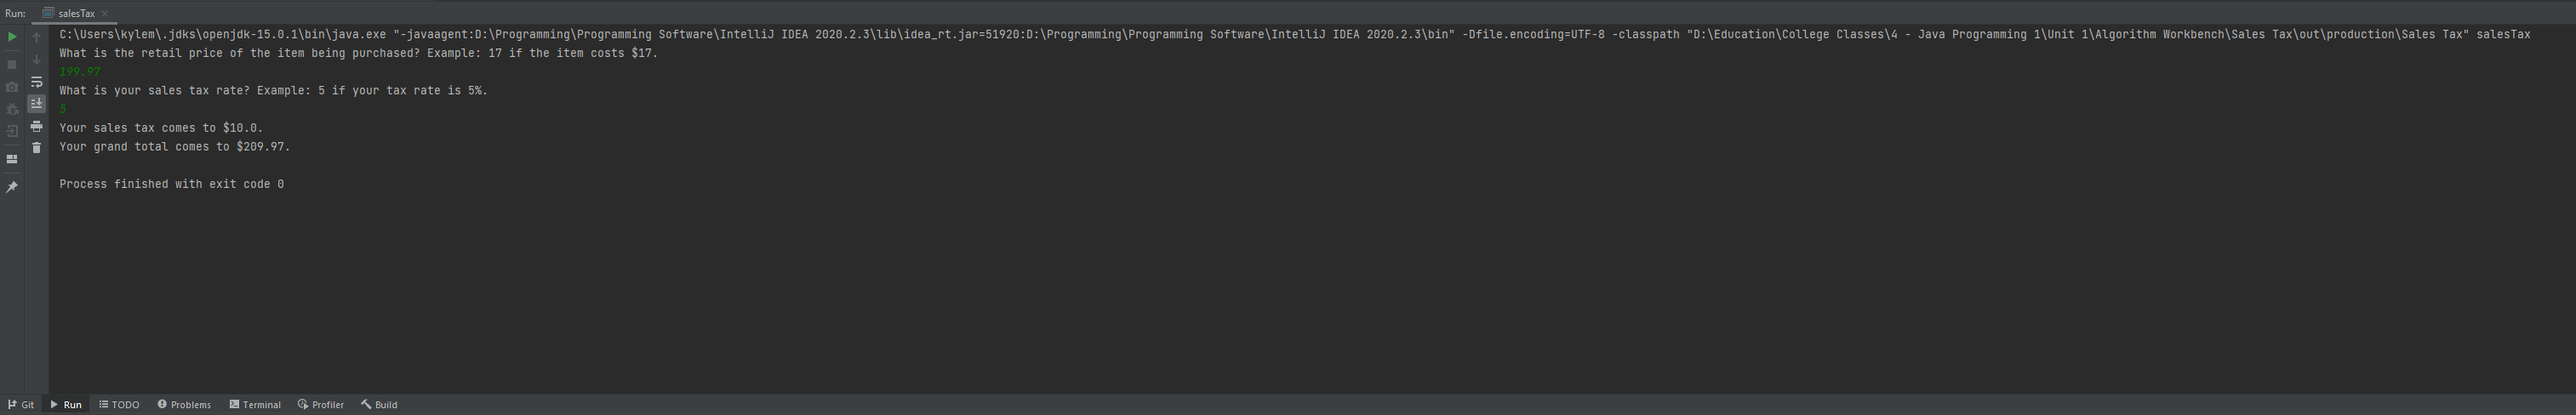 Run: salesTax
C:\Users\kylem\.jdks\openjdk-15.0.1\bin\java.exe "-javaagent:D:\Programming\Programming Software\IntelliJ IDEA 2020.2.3\lib\idea_rt.jar=51920:D:\Programming\Programming Software\IntelliJ IDEA 2020.2.3\bin" -Dfile.encoding=UTF-8 -classpath "D:\Education\College Classes\4 - Java Programming 1\Unit 1\Algorithm Workbench\Sales Tax\out\production\Sales Tax" salesTax
What is the retail price of the item being purchased? Example: 17 if the item costs $17.
199.97
What is your sales tax rate? Example: 5 if your tax rate is 5%.
5
Your sales tax comes to $10.0.
Your grand total comes to $209.97.
Process finished with exit code 0
Git Run TODO Problems Terminal Profiler Build